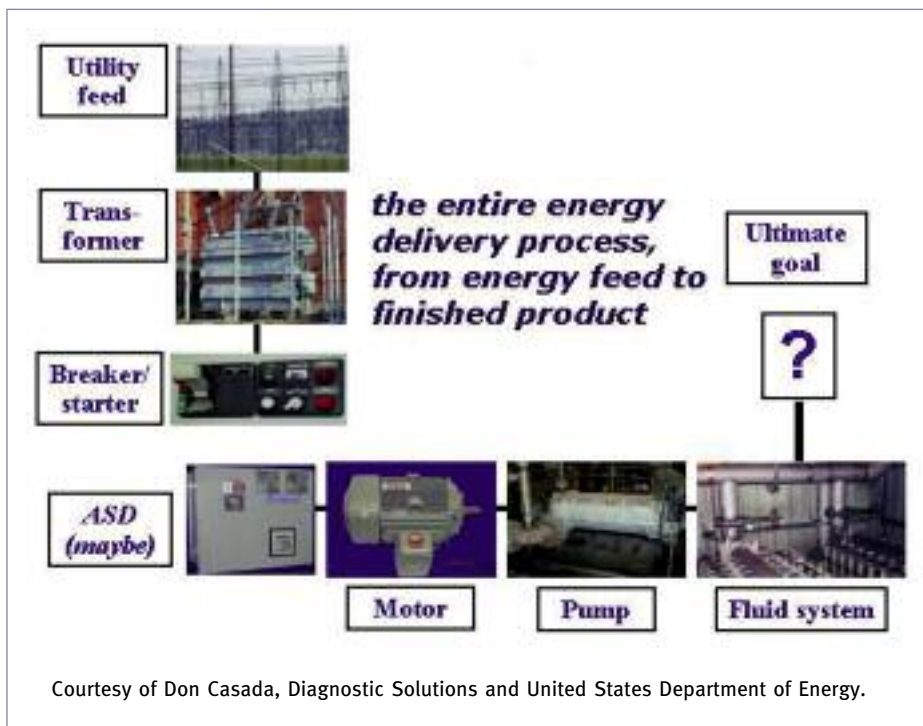 Utility
feed
Trans-
former
the entire energy
delivery process,
from energy feed to
finished product
Ultimate
goal
?
Breaker/
starter
ASD
(maybe)
Motor
Pump
Fluid system
Courtesy of Don Casada, Diagnostic Solutions and United States Department of Energy.